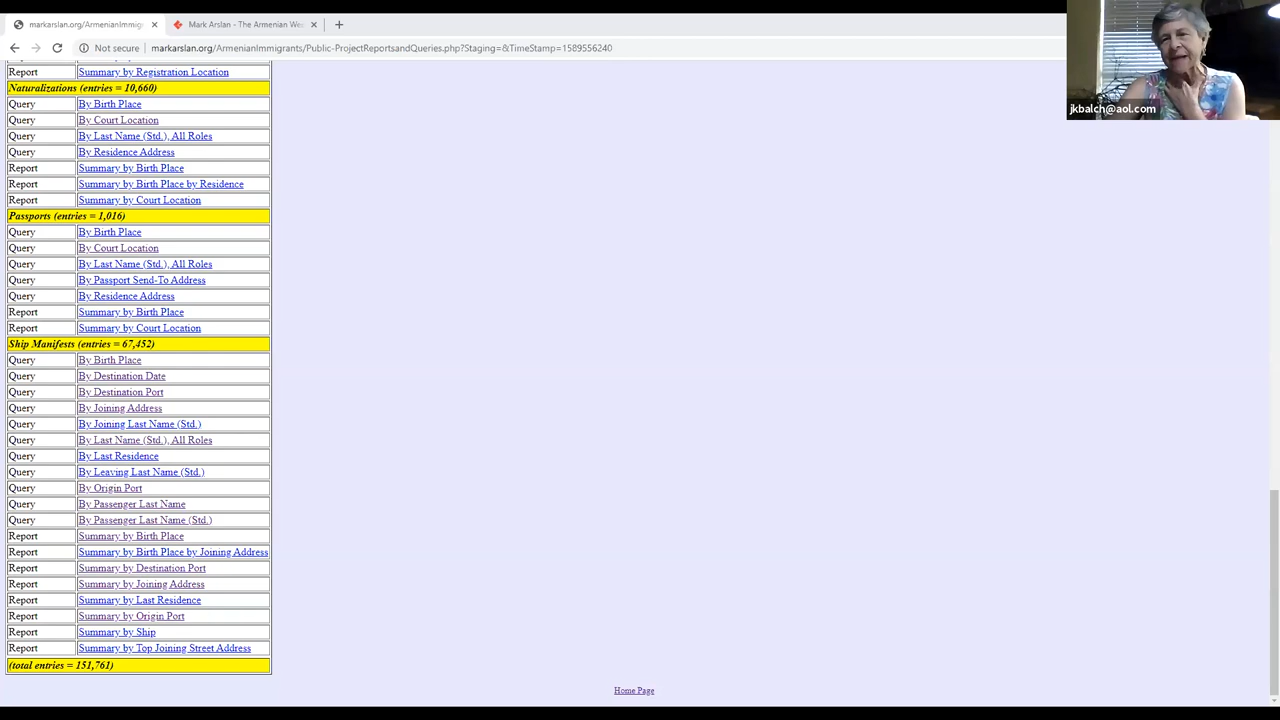 markarslan.org/ArmenianImmig
Mark Arslan - The Armenian We
Not secure markarslan.org/ArmenianImmigrants/Public-ProjectReportsandQueries.php?Staging=&TimeStamp=1589556240
jkbalch@aol.com
Report Summary by Registration Location
Naturalizations (entries = 10,660)
Query By Birth Place
Query By Court Location
Query By Last Name (Std.), All Roles
Query By Residence Address
Report Summary by Birth Place
Report Summary by Birth Place by Residence
Report Summary by Court Location
Passports (entries = 1,016)
Query By Birth Place
Query By Court Location
Query By Last Name (Std.), All Roles
Query By Passport Send-To Address
Query By Residence Address
Report Summary by Birth Place
Report Summary by Court Location
Ship Manifests (entries = 67,452)
Query By Birth Place
Query By Destination Date
Query By Destination Port
Query By Joining Address
Query By Joining Last Name (Std.)
Query By Last Name (Std.), All Roles
Query By Last Residence
Query By Leaving Last Name (Std.)
Query By Origin Port
Query By Passenger Last Name
Query By Passenger Last Name (Std.)
Report Summary by Birth Place
Report Summary by Birth Place by Joining Address
Report Summary by Destination Port
Report Summary by Joining Address
Report Summary by Last Residence
Report Summary by Origin Port
Report Summary by Ship
Report Summary by Top Joining Street Address
(total entries = 151,761)
Home Page